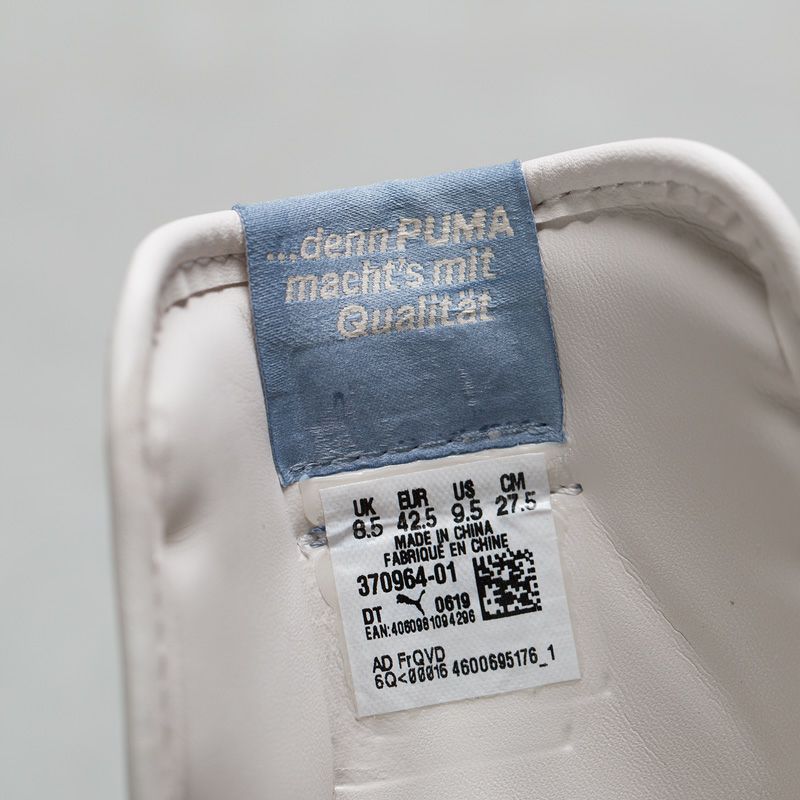 ...denn PUMA
macht's mit
Qualität
UK EUR US CM
8.5 42.5 9.5 27.5
MADE IN CHINA
FABRIQUÉ EN CHINE
370964-01
DT 0619
EAN:4060981094296
AD FrQVD
6Q<00016 4600695176_1